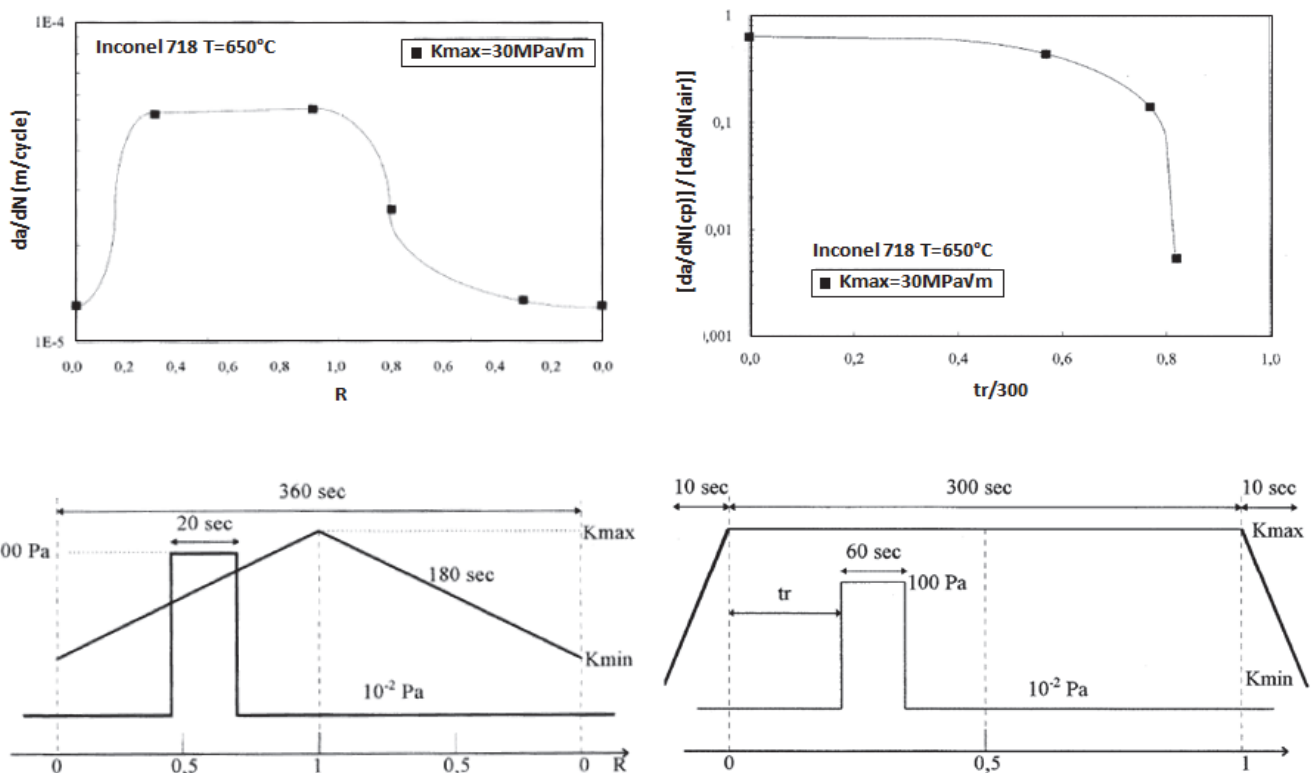 1E-4
Inconel 718 T=650°C
Kmax=30MPa√m
da/dN (m/cycle)
1E-5
0,0 0,2 0,4 0,6 0,8 1,0 0,8 0,6 0,4 0,2 0,0
R
1
0,1
0,01
,001
[da/dN(cp)] / [da/dN(air)]
Inconel 718 T=650°C
Kmax=30MPa√m
0,0 0,2 0,4 0,6 0,8 1,0
tr/300
360 sec
20 sec
00 Pa
Kmax
180 sec
Kmin
10⁻² Pa
0 0,5 1 0,5 0 R
10 sec 300 sec 10 sec
Kmax
60 sec
100 Pa
tr
Kmin
10⁻² Pa
0 0,5 1